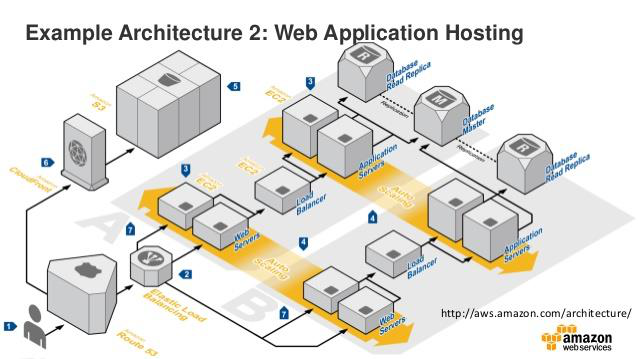 Example Architecture 2: Web Application Hosting
Amazon
S3
5
6
Amazon
CloudFront
3
Amazon
EC2
Application
Servers
Database
Read Replica
R
Replication
M
Database
Master
Replication
R
Database
Read Replica
3
Amazon
EC2
Amazon
EC2
Load
Balancer
Web
Servers
Auto
Scaling
4
Application
Servers
7
2
Elastic Load
Balancing
Auto
Scaling
4
Load
Balancer
7
Web
Servers
A
B
1
Amazon
Route 53
http://aws.amazon.com/architecture/
amazon
webservices